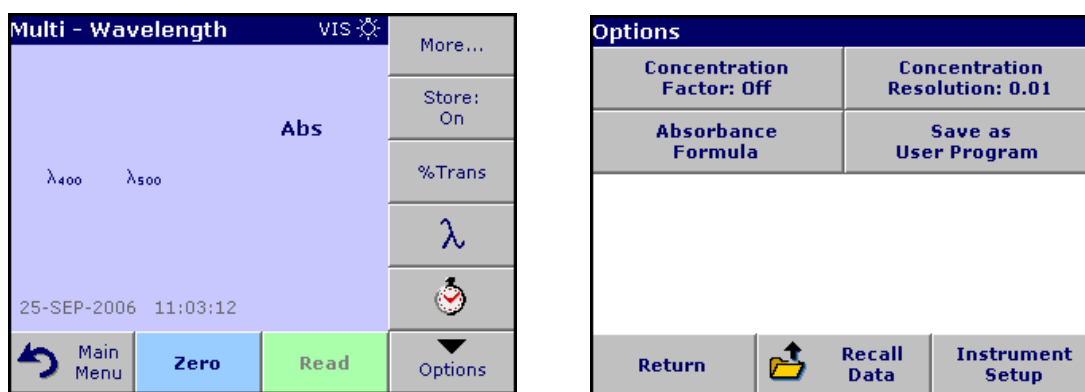 Multi - Wavelength VIS
More...
Store:
On
Abs
%Trans
λ400 λ500
λ
25-SEP-2006 11:03:12
Main
Menu
Zero
Read
Options
Options
Concentration
Factor: Off
Concentration
Resolution: 0.01
Absorbance
Formula
Save as
User Program
Return
Recall
Data
Instrument
Setup